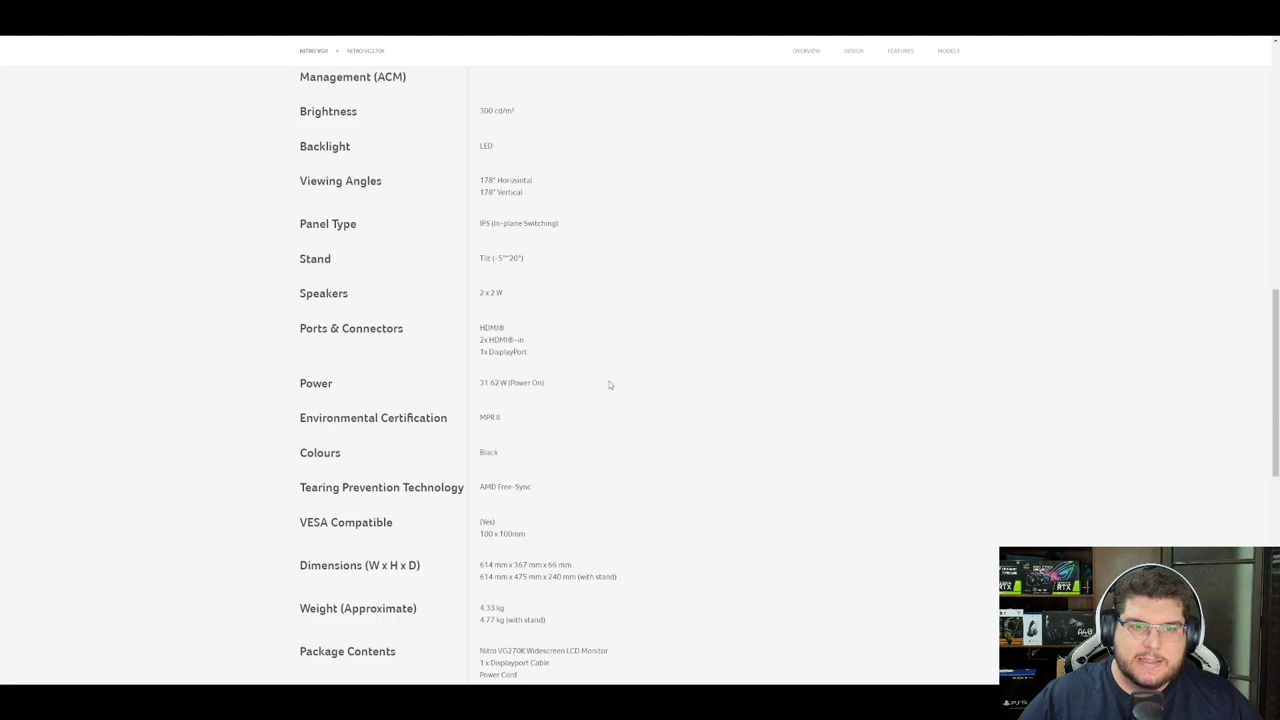 NITRO VG0 > NITRO VG270K OVERVIEW DESIGN FEATURES MODELS
Management (ACM)
Brightness 300 cd/m²
Backlight LED
Viewing Angles 178° Horizontal
178° Vertical
Panel Type IPS (In-plane Switching)
Stand Tilt (-5°~20°)
Speakers 2 x 2 W
Ports & Connectors HDMI®
2x HDMI®-in
1x DisplayPort
Power 31.62 W (Power On)
Environmental Certification MPR II
Colours Black
Tearing Prevention Technology AMD Free-Sync
VESA Compatible (Yes)
100 x 100mm
Dimensions (W x H x D) 614 mm x 367 mm x 66 mm
614 mm x 475 mm x 240 mm (with stand)
Weight (Approximate) 4.33 kg
4.77 kg (with stand)
Package Contents Nitro VG270K Widescreen LCD Monitor
1 x Displayport Cable
Power Cord
RTX
RTX
A40
PS5